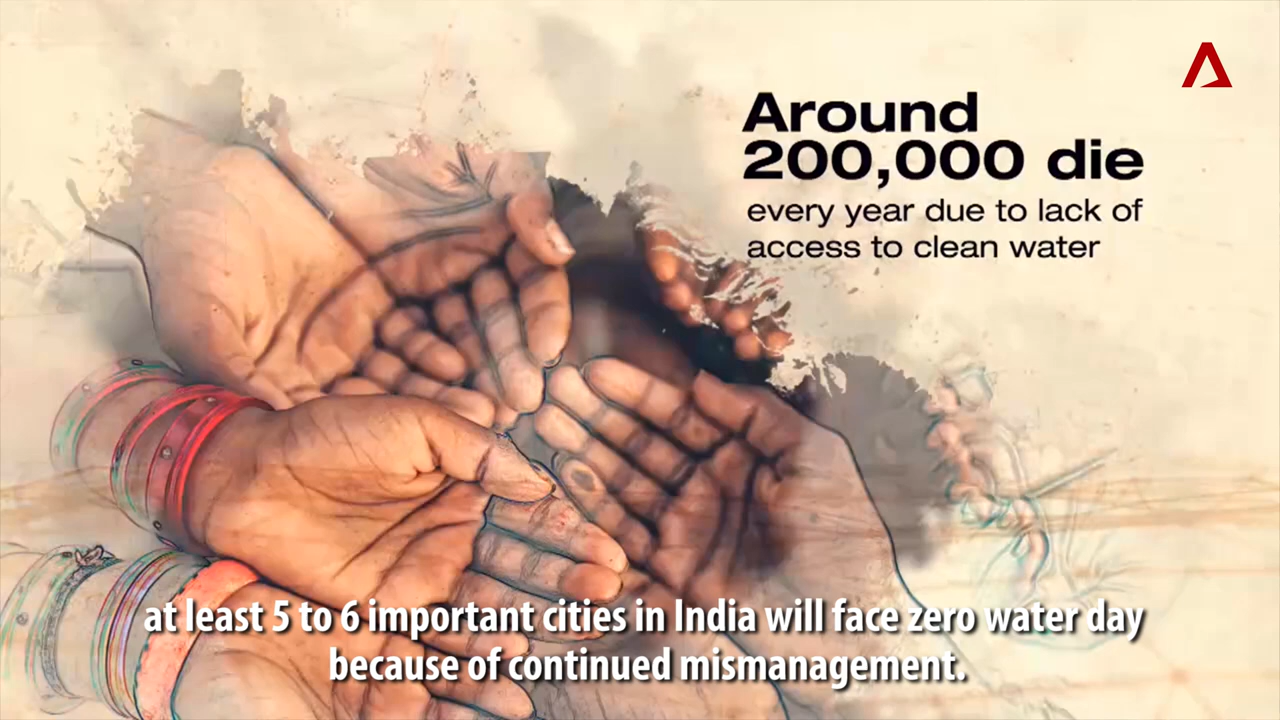 Around
200,000 die
every year due to lack of
access to clean water
at least 5 to 6 important cities in India will face zero water day
because of continued mismanagement.